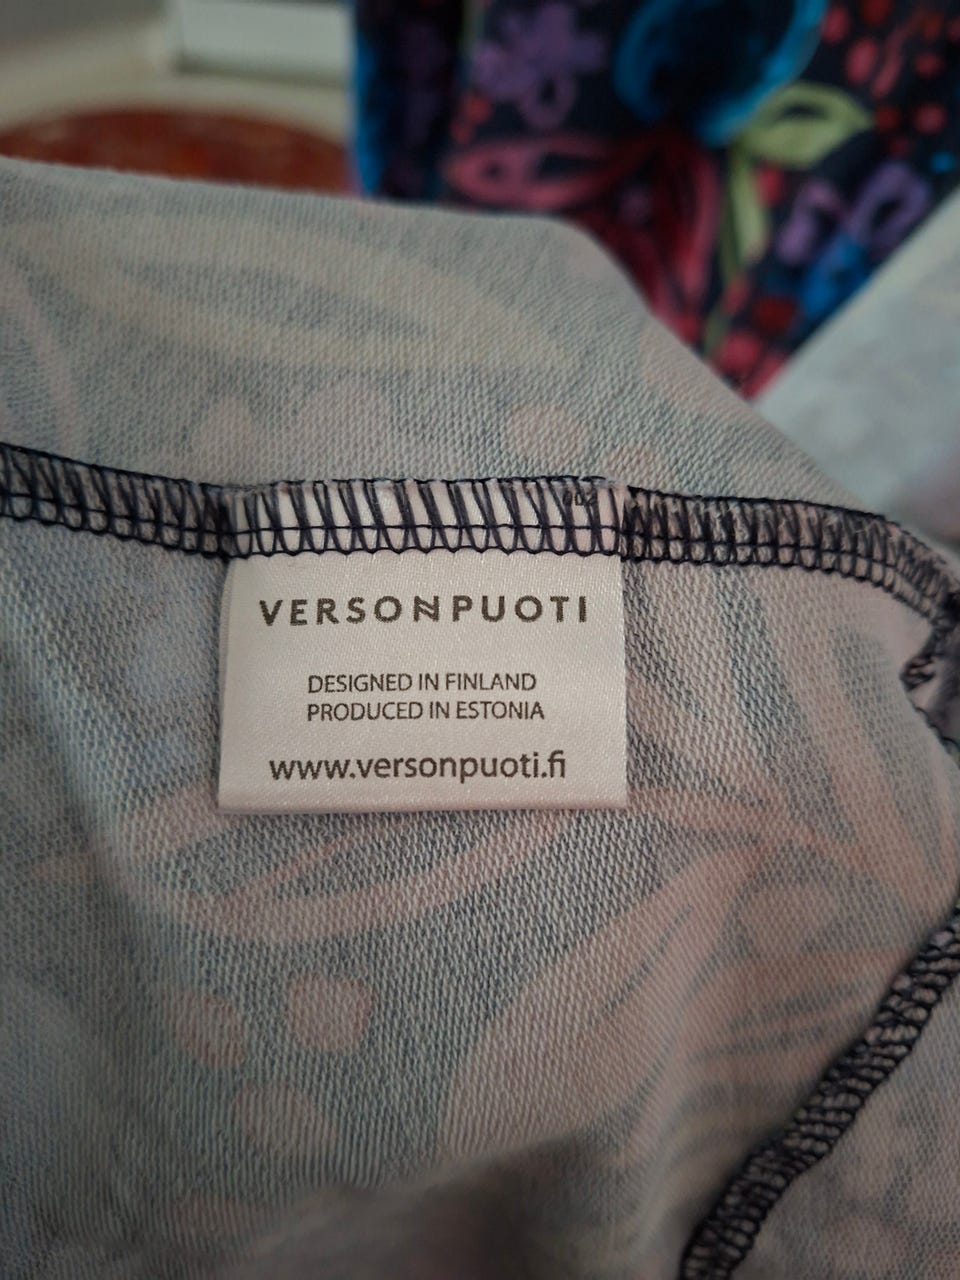 VERSONPUOTI
DESIGNED IN FINLAND
PRODUCED IN ESTONIA
www.versonpuoti.fi